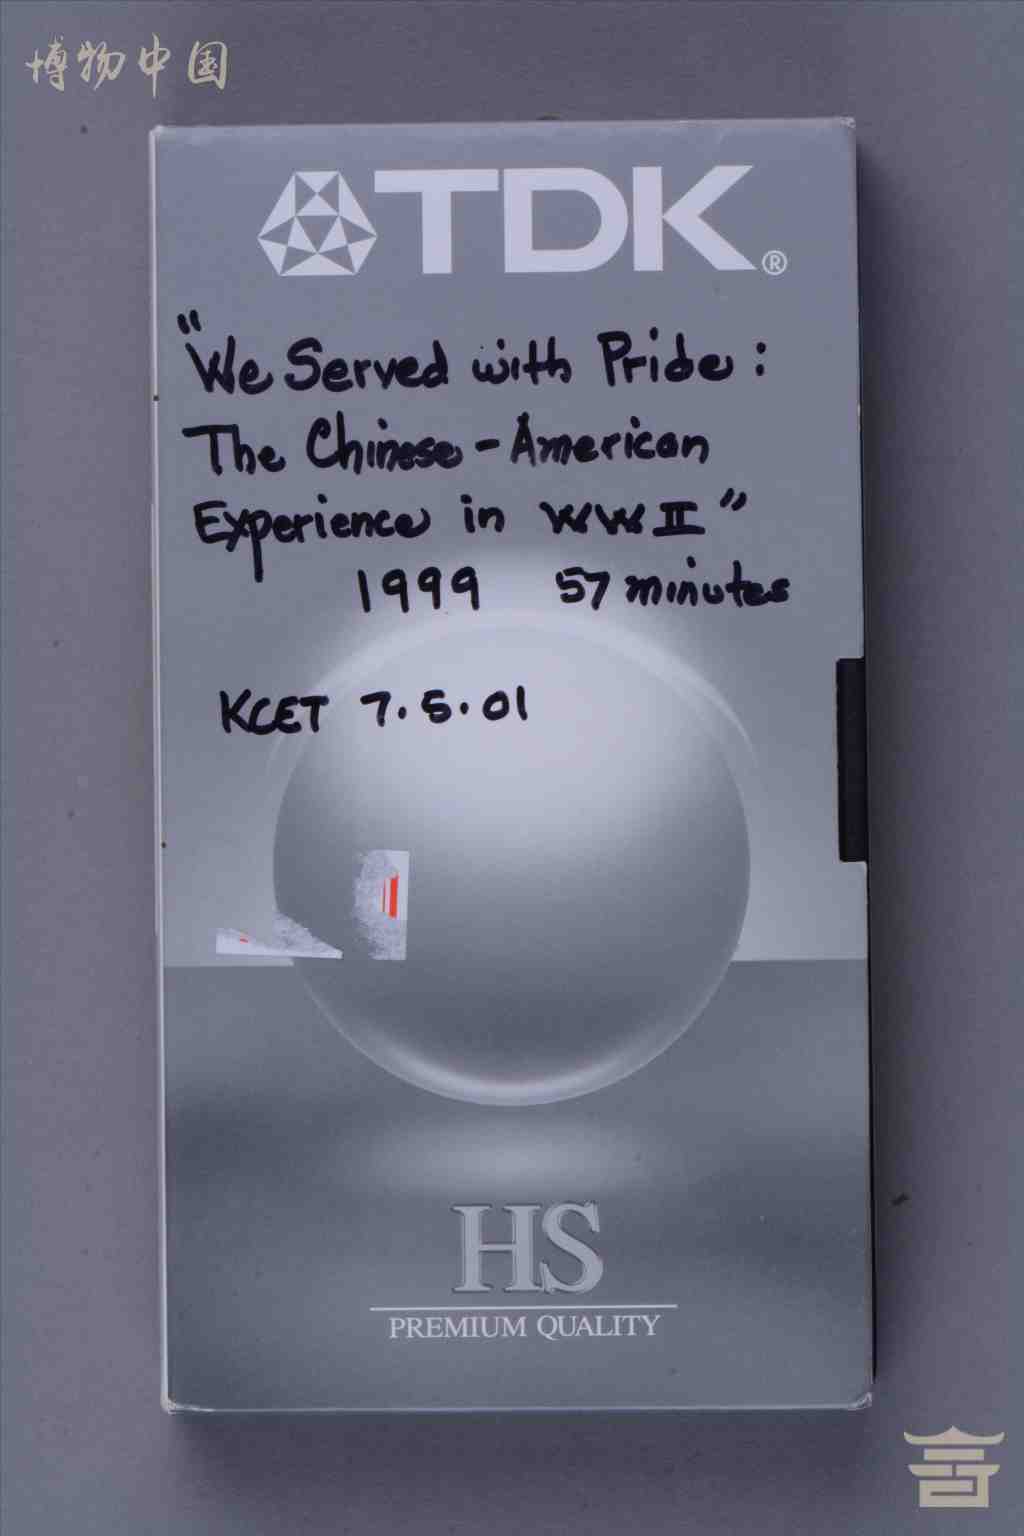 博物中国
TDK®
"We Served with Pride:
The Chinese-American
Experience in WWII"
1999 57 minutes
KCET 7.5.01
HS
PREMIUM QUALITY